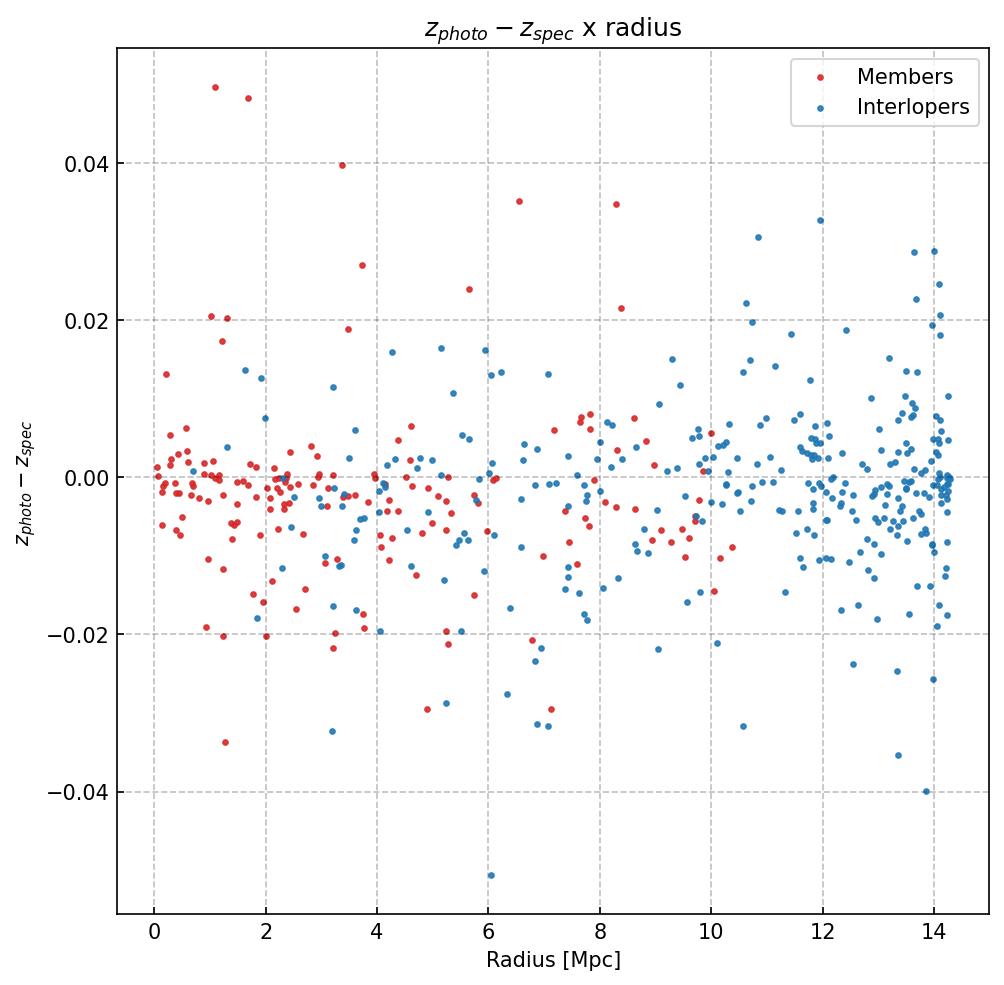 z_photo − z_spec x radius
Members
Interlopers
0.04
0.02
0.00
−0.02
−0.04
z_photo − z_spec
0 2 4 6 8 10 12 14
Radius [Mpc]